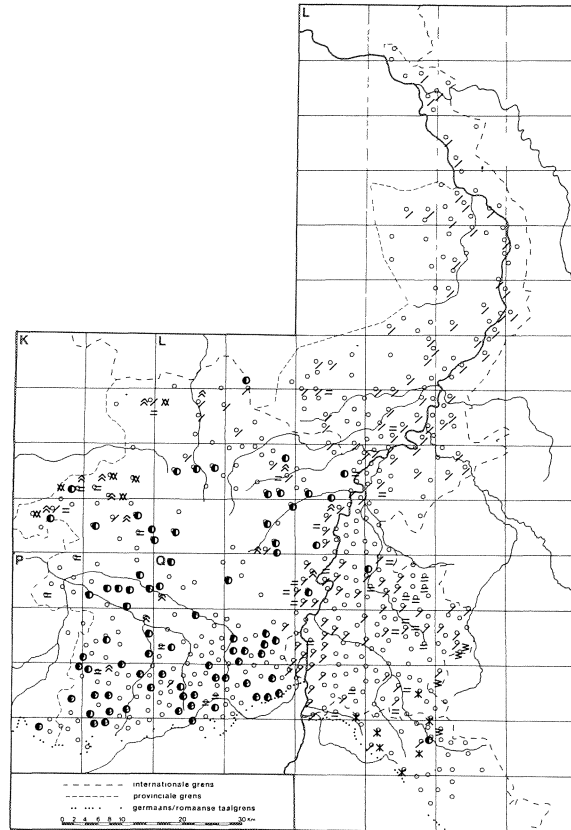 L
K
L
P
Q
internationale grens
provinciale grens
germaans/romaanse taalgrens
0 2 4 6 8 10 20 30 Km